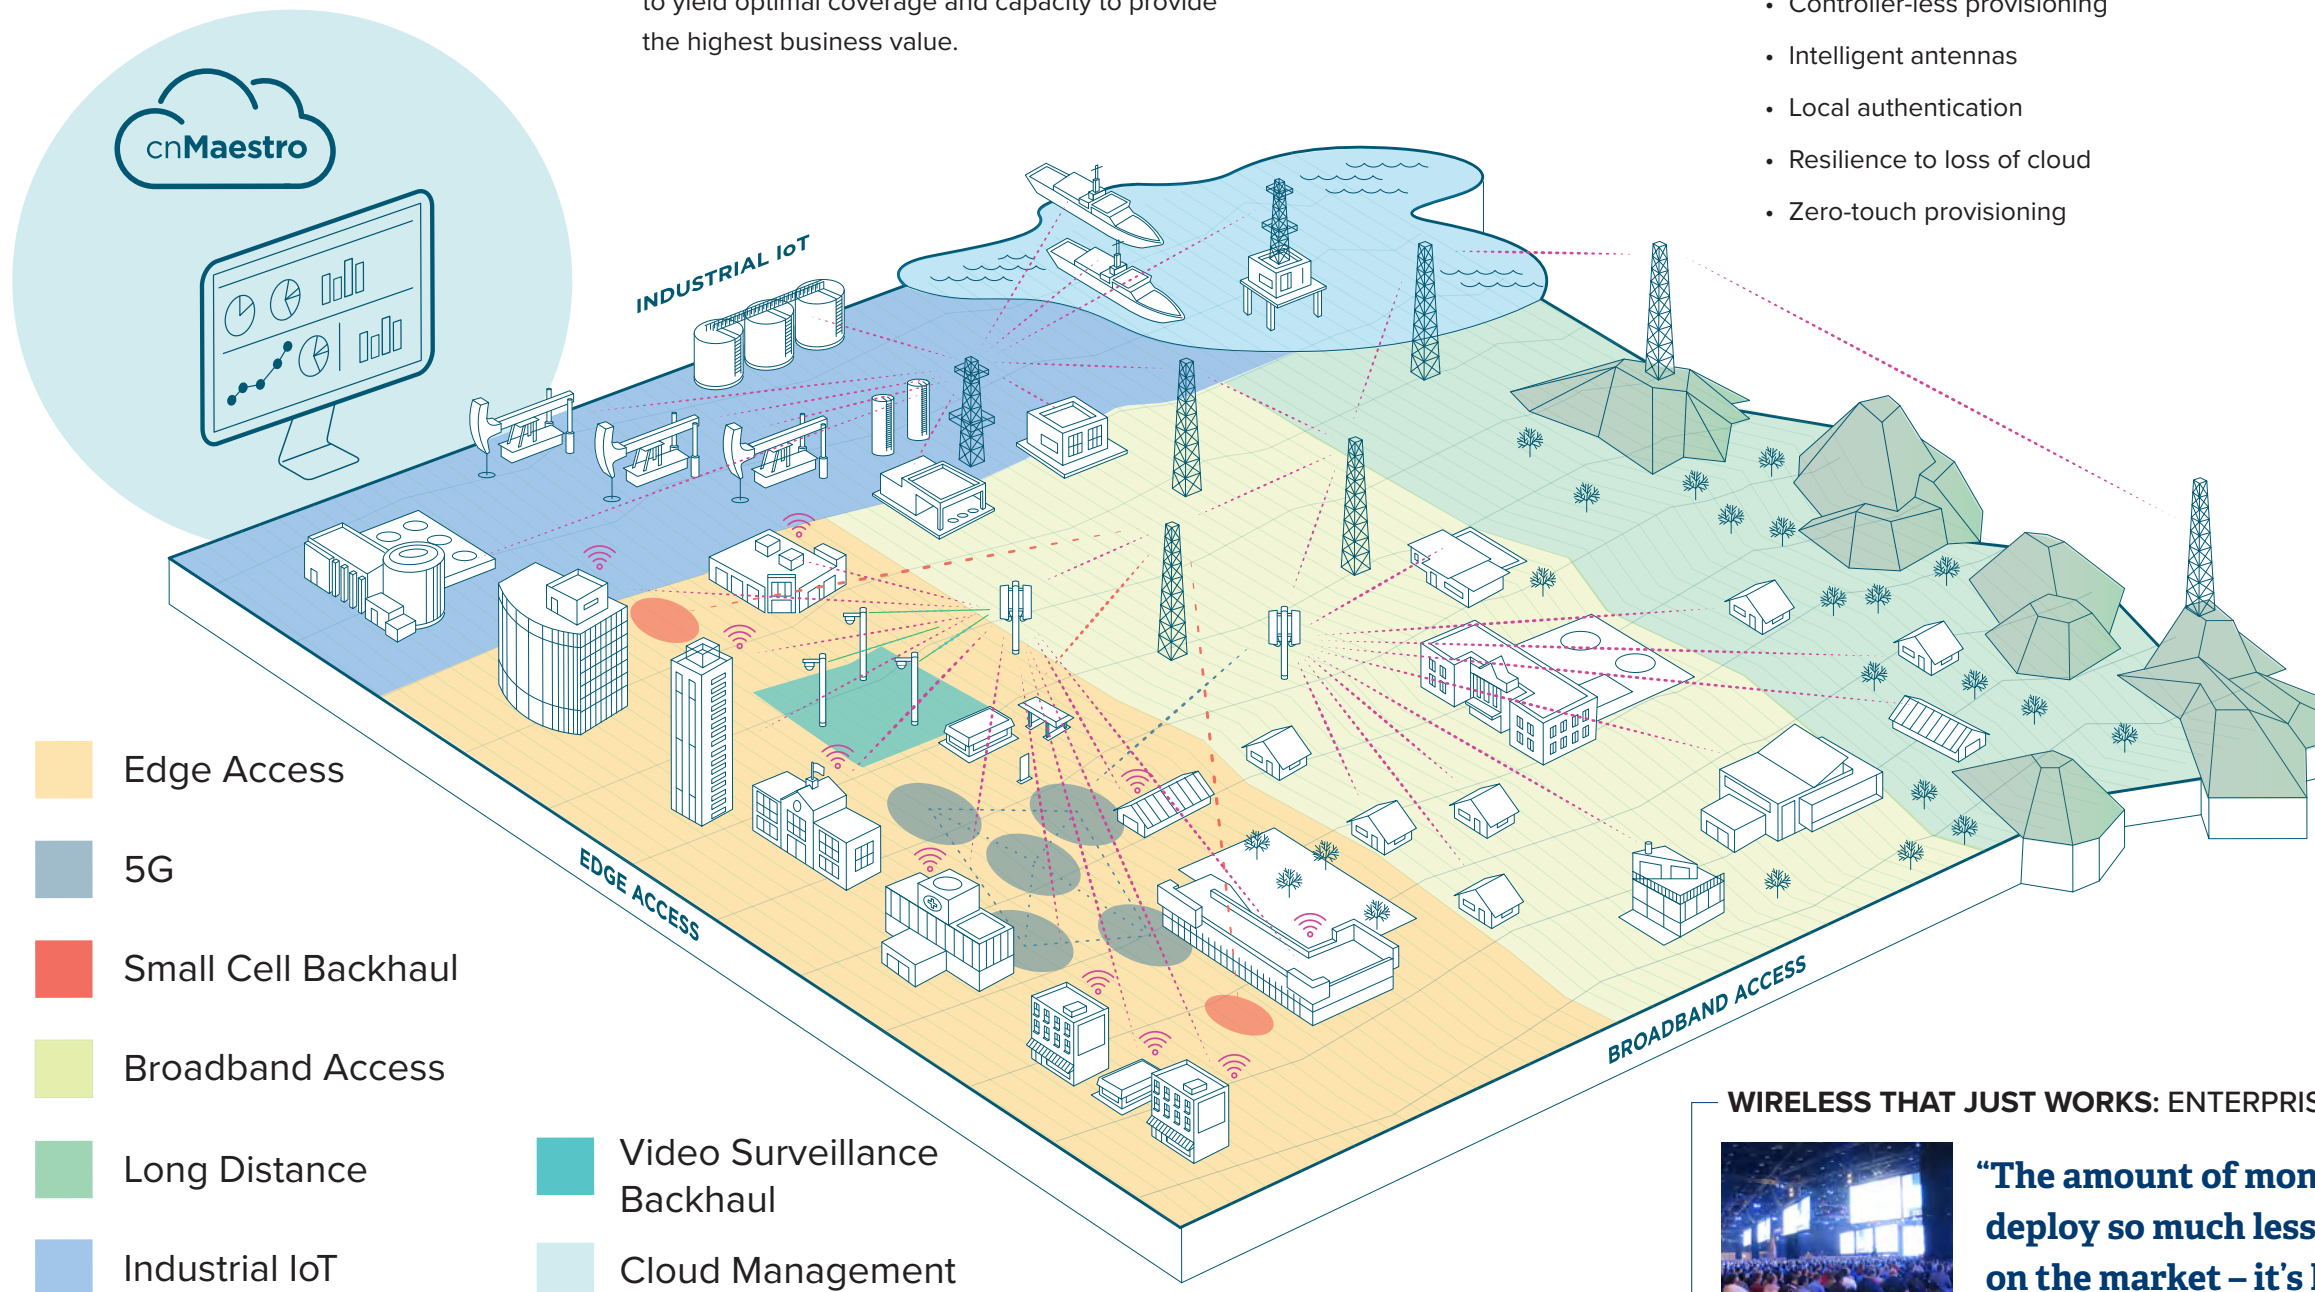 to yield optimal coverage and capacity to provide
the highest business value.
• Controller-less provisioning
• Intelligent antennas
• Local authentication
• Resilience to loss of cloud
• Zero-touch provisioning
cnMaestro
INDUSTRIAL IoT
EDGE ACCESS
BROADBAND ACCESS
Edge Access
5G
Small Cell Backhaul
Broadband Access
Long Distance
Industrial IoT
Video Surveillance
Backhaul
Cloud Management
WIRELESS THAT JUST WORKS:
“The amount of
deploy so much less
on the market – it’s